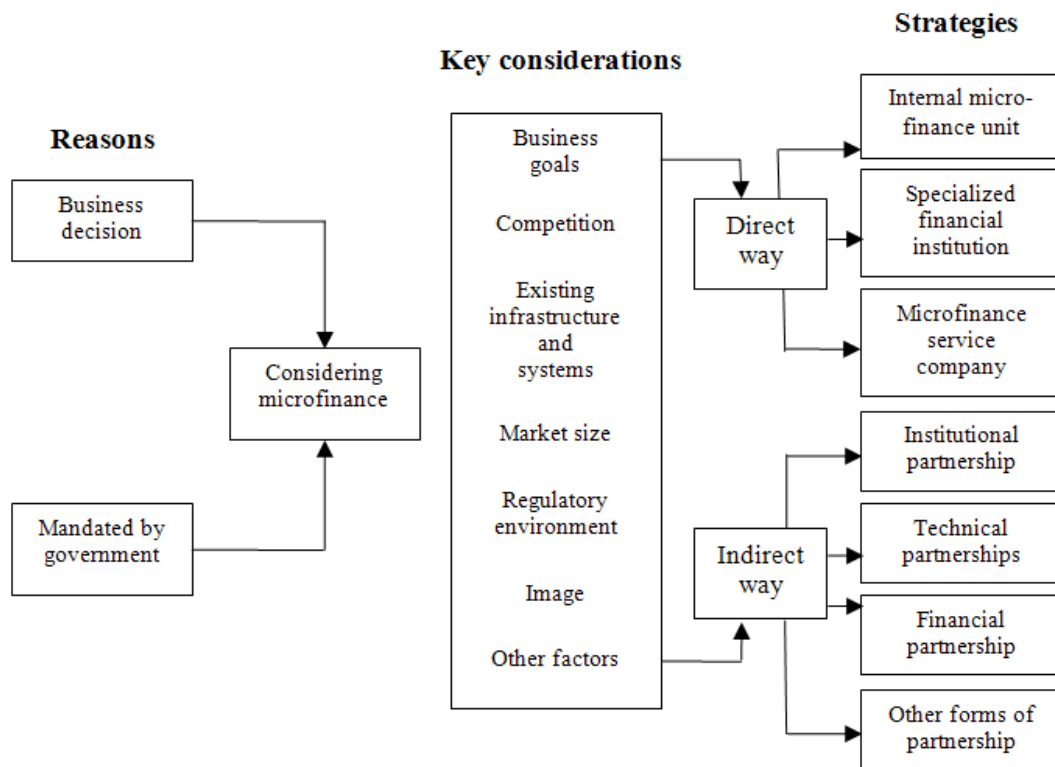 Reasons
Business
decision
Considering
microfinance
Mandated by
government
Key considerations
Business
goals
Competition
Existing
infrastructure
and
systems
Market size
Regulatory
environment
Image
Other factors
Direct
way
Indirect
way
Strategies
Internal micro-
finance unit
Specialized
financial
institution
Microfinance
service
company
Institutional
partnership
Technical
partnerships
Financial
partnership
Other forms of
partnership